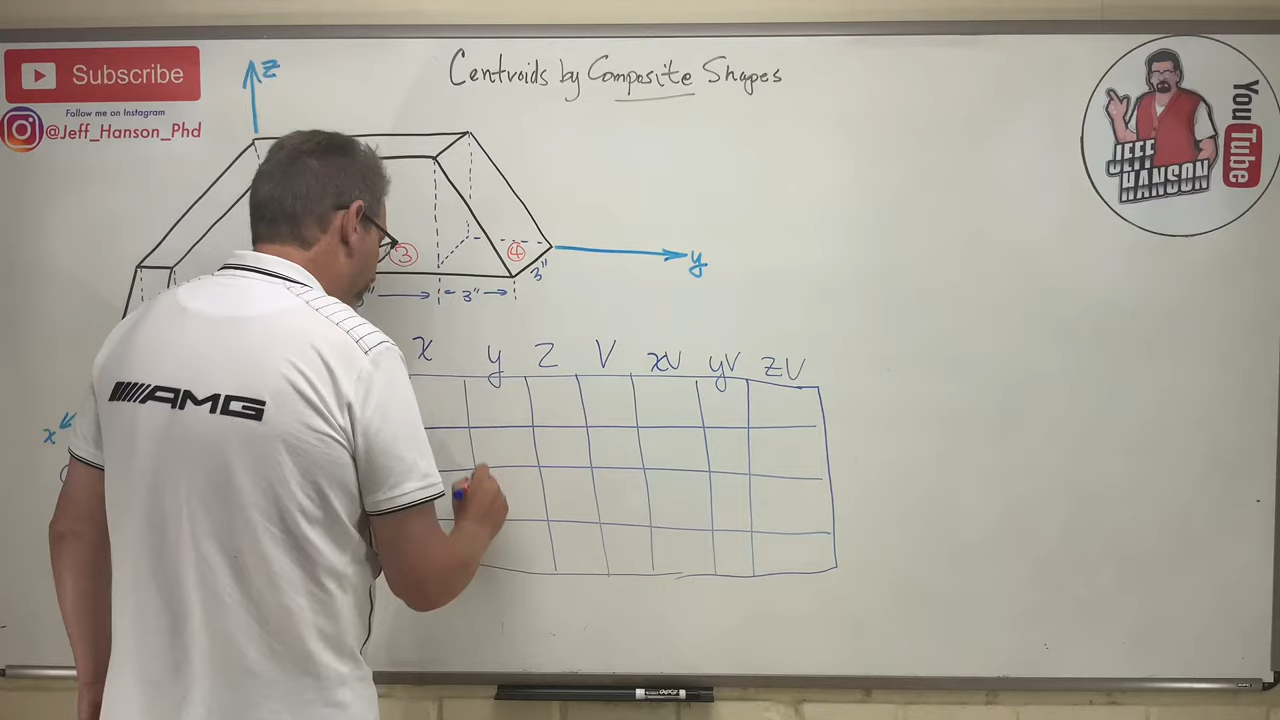 Subscribe
Follow me on Instagram
@Jeff_Hanson_Phd
Centroids by Composite Shapes
YouTube
JEFF
HANSON
z
y
x
3
4
3"
3"
x y z V xV yV zV
AMG
EXPO